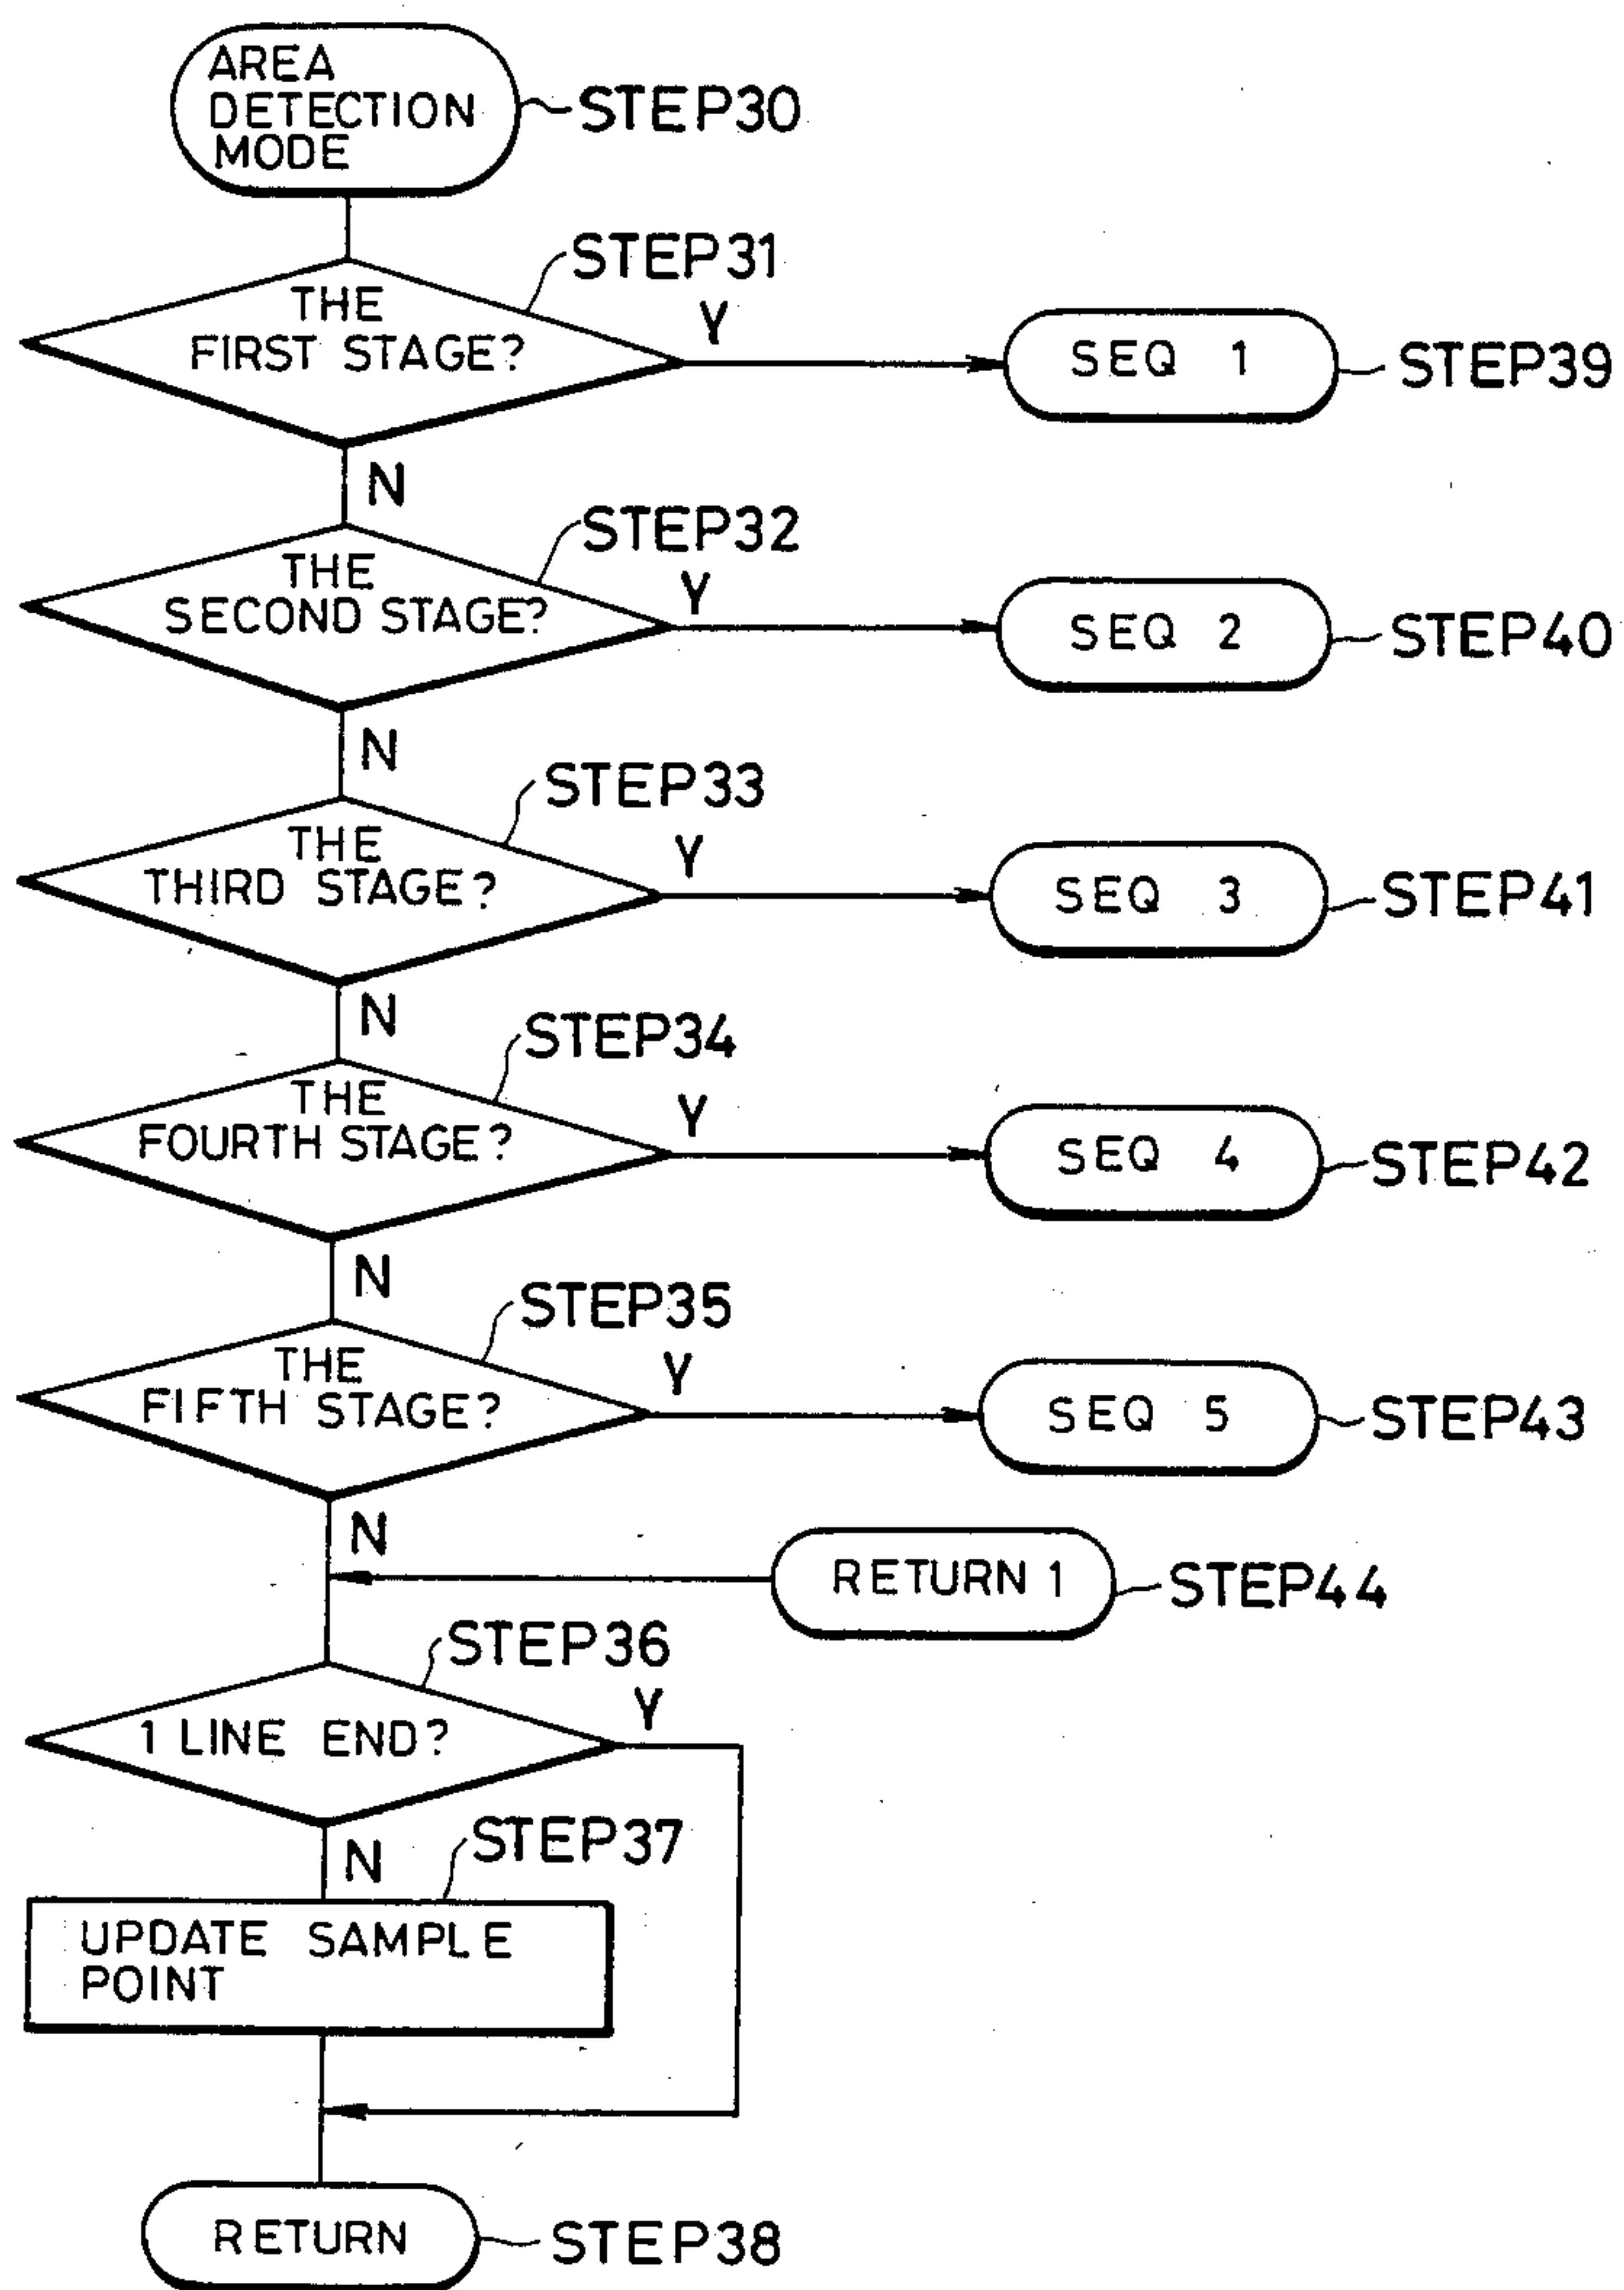 AREA
DETECTION
MODE
STEP30
STEP31
THE
FIRST STAGE?
Y
SEQ 1
STEP39
N
STEP32
THE
SECOND STAGE?
Y
SEQ 2
STEP40
N
STEP33
THE
THIRD STAGE?
Y
SEQ 3
STEP41
N
STEP34
THE
FOURTH STAGE?
Y
SEQ 4
STEP42
N
STEP35
THE
FIFTH STAGE?
Y
SEQ 5
STEP43
N
RETURN 1
STEP44
STEP36
1 LINE END?
Y
N
STEP37
UPDATE SAMPLE
POINT
RETURN
STEP38